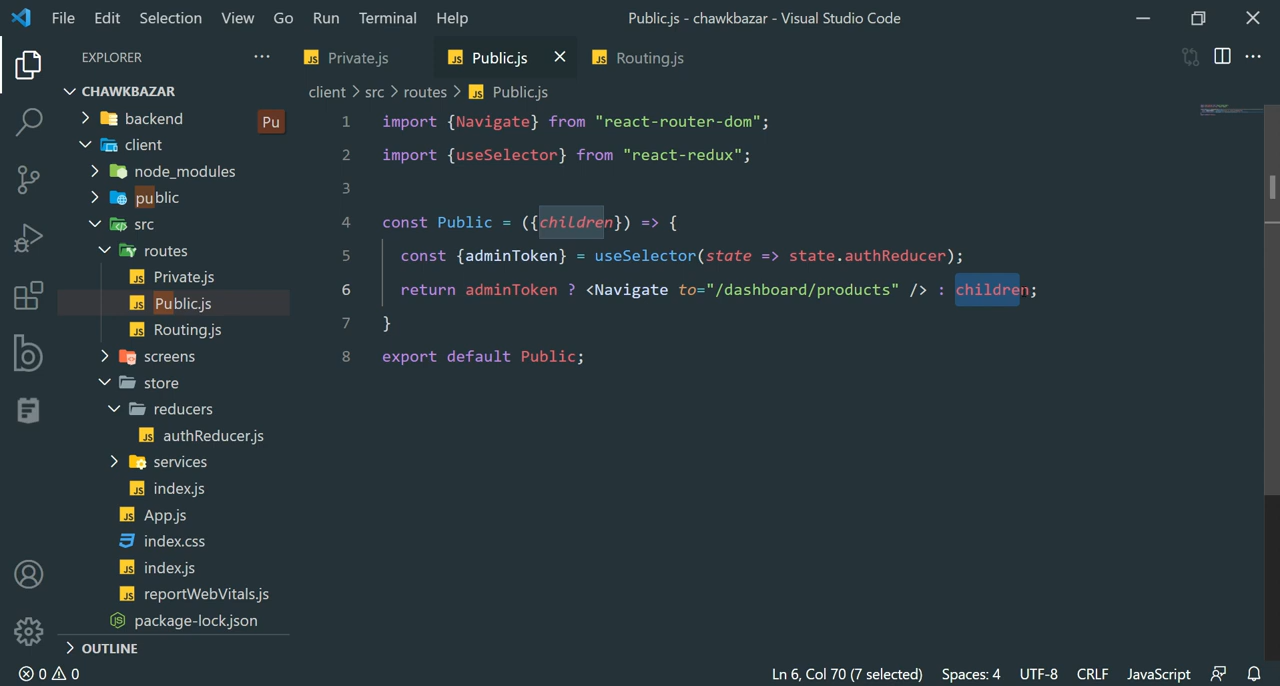 File Edit Selection View Go Run Terminal Help Public.js - chawkbazar - Visual Studio Code
EXPLORER
Private.js Public.js Routing.js
CHAWKBAZAR
backend
Pu
client
node_modules
public
src
routes
Private.js
Public.js
Routing.js
screens
store
reducers
authReducer.js
services
index.js
App.js
index.css
index.js
reportWebVitals.js
package-lock.json
OUTLINE
client > src > routes > Public.js
1 import {Navigate} from "react-router-dom";
2 import {useSelector} from "react-redux";
3
4 const Public = ({children}) => {
5 const {adminToken} = useSelector(state => state.authReducer);
6 return adminToken ? <Navigate to="/dashboard/products" /> : children;
7 }
8 export default Public;
0 0 Ln 6, Col 70 (7 selected) Spaces: 4 UTF-8 CRLF JavaScript